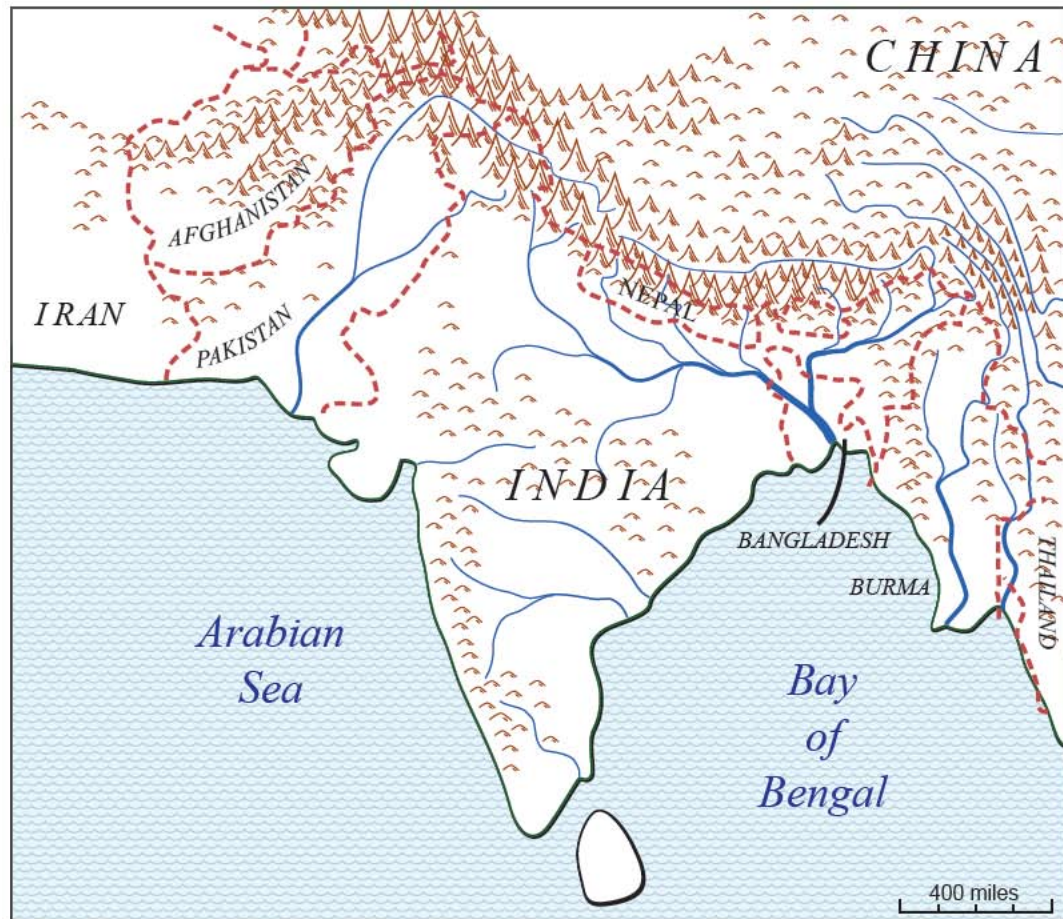 CHINA
AFGHANISTAN
IRAN
PAKISTAN
NEPAL
INDIA
BANGLADESH
BURMA
THAILAND
Arabian
Sea
Bay
of
Bengal
400 miles